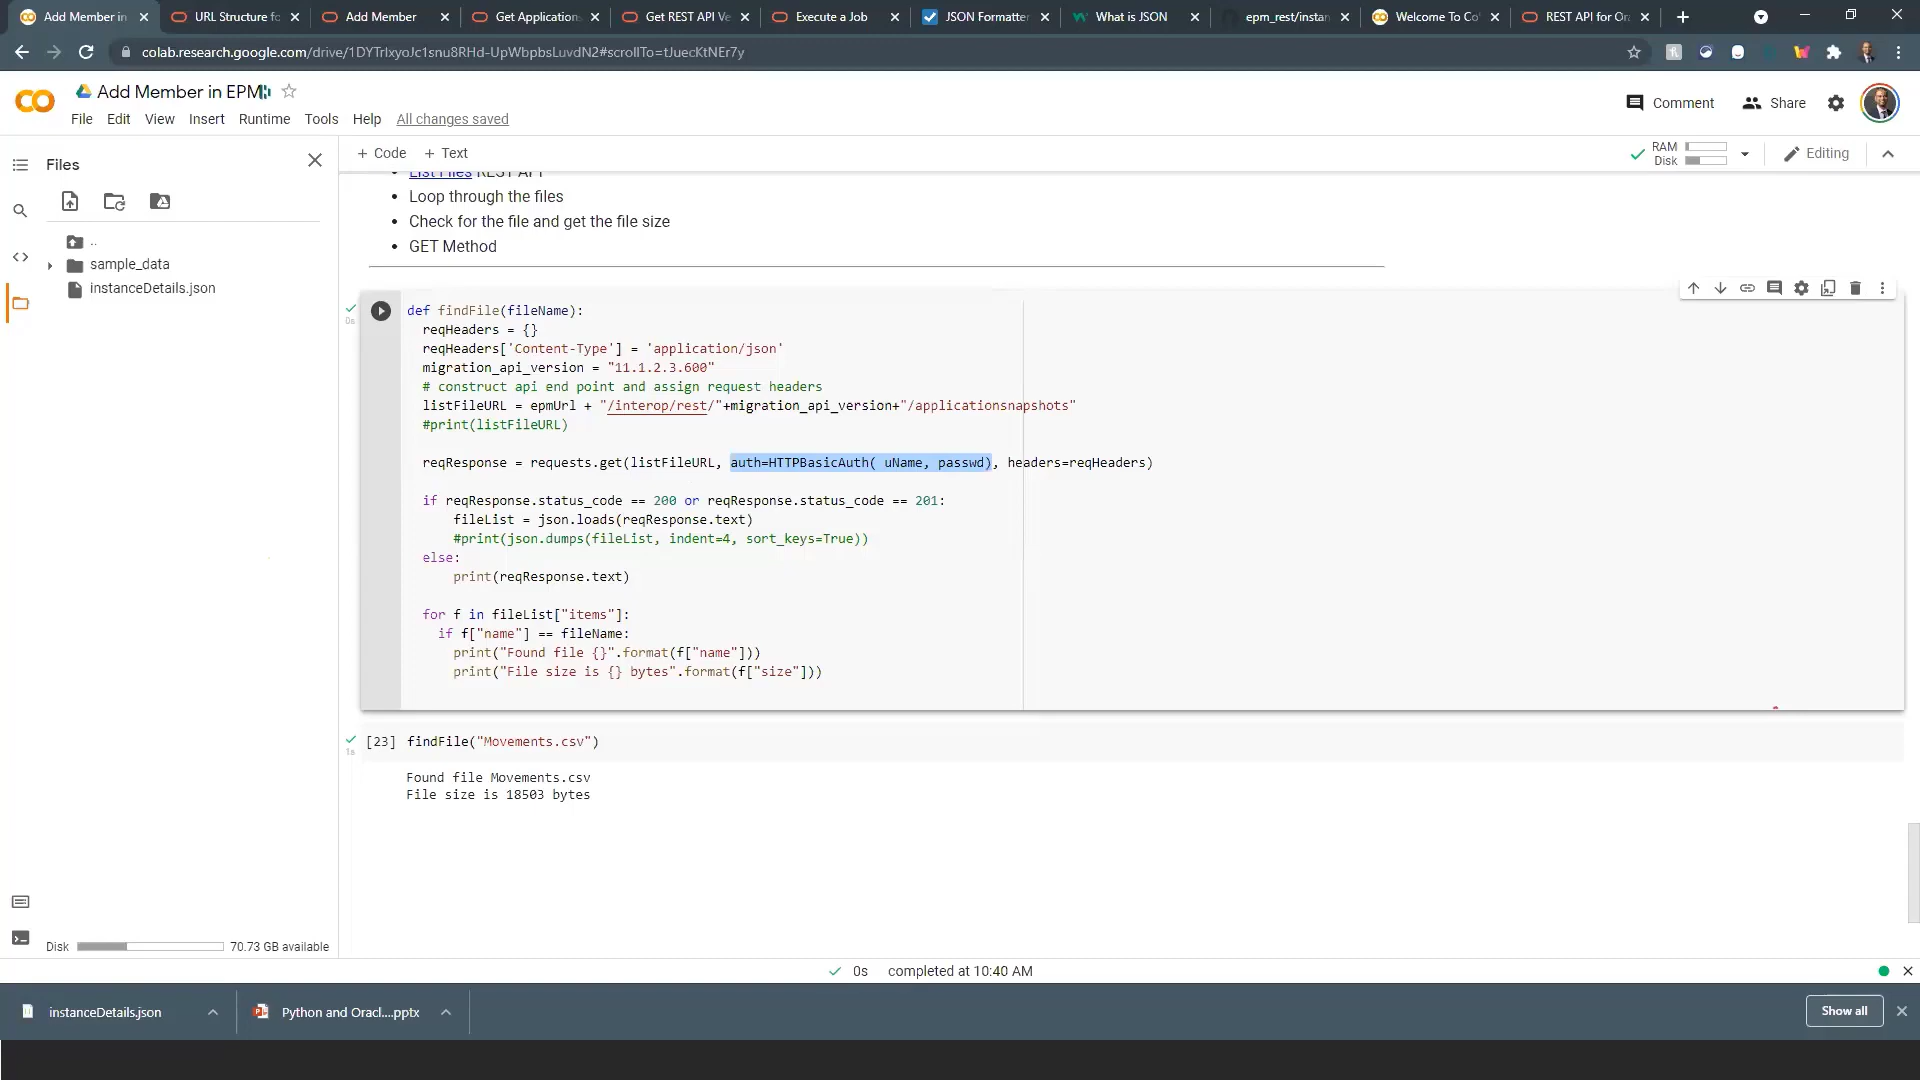 Add Member in
URL Structure fo
Add Member
Get Application
Get REST API Ve
Execute a Job
JSON Formatter
What is JSON
epm_rest/instan
Welcome To Co
REST API for Ora
colab.research.google.com/drive/1DYTrlxyoJc1snu8RHd-UpWbpbsLuvdN2#scrollTo=tJuecKtNEr7y
Add Member in EPM
Comment
Share
File Edit View Insert Runtime Tools Help All changes saved
Files
+ Code + Text
RAM
Disk
Editing
List Files REST API
• Loop through the files
• Check for the file and get the file size
• GET Method
..
sample_data
instanceDetails.json
0s
def findFile(fileName):
reqHeaders = {}
reqHeaders['Content-Type'] = 'application/json'
migration_api_version = "11.1.2.3.600"
# construct api end point and assign request headers
listFileURL = epmUrl + "/interop/rest/"+migration_api_version+"/applicationsnapshots"
#print(listFileURL)
reqResponse = requests.get(listFileURL, auth=HTTPBasicAuth( uName, passwd), headers=reqHeaders)
if reqResponse.status_code == 200 or reqResponse.status_code == 201:
fileList = json.loads(reqResponse.text)
#print(json.dumps(fileList, indent=4, sort_keys=True))
else:
print(reqResponse.text)
for f in fileList["items"]:
if f["name"] == fileName:
print("Found file {}".format(f["name"]))
print("File size is {} bytes".format(f["size"]))
1s
[23] findFile("Movements.csv")
Found file Movements.csv
File size is 18503 bytes
Disk 70.73 GB available
0s completed at 10:40 AM
instanceDetails.json
Python and Oracl....pptx
Show all